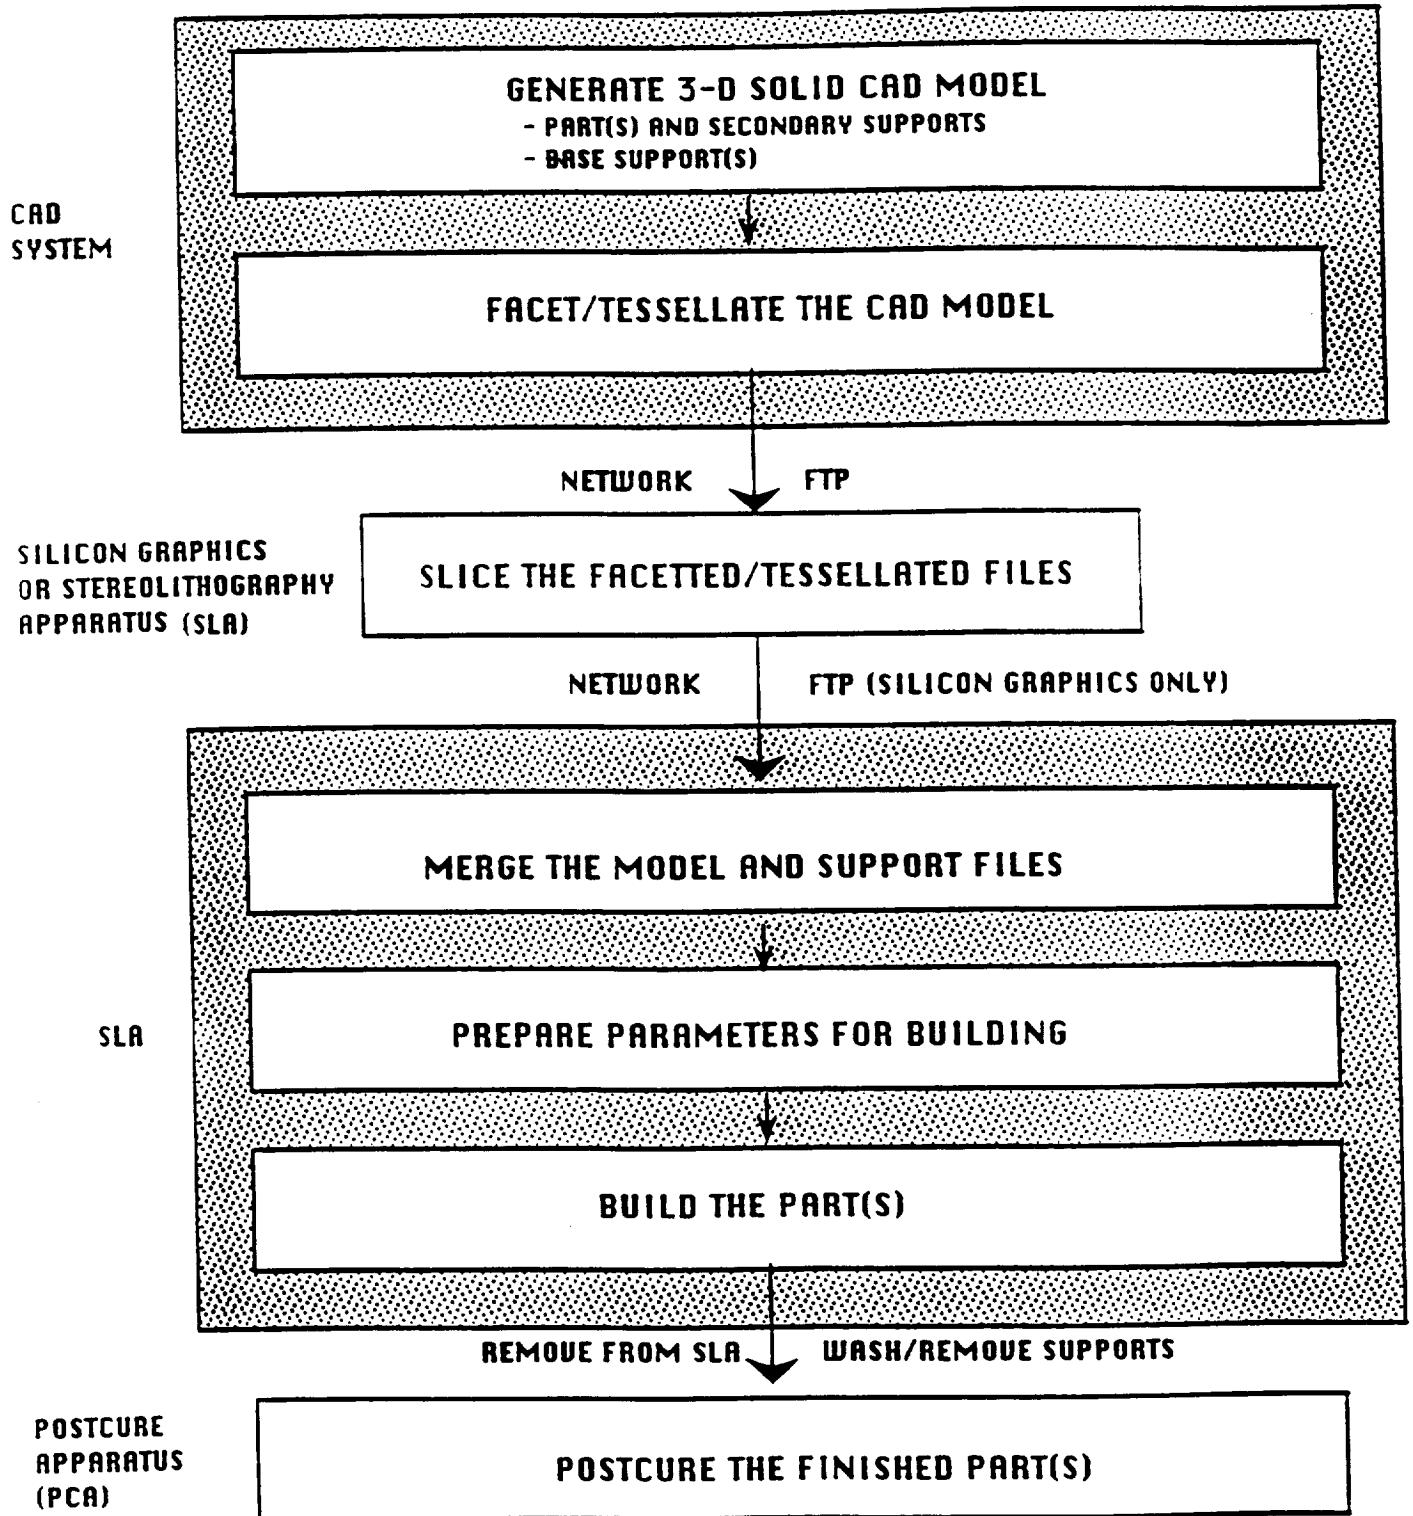 GENERATE 3-D SOLID CAD MODEL
- PART(S) AND SECONDARY SUPPORTS
- BASE SUPPORT(S)
CAD
SYSTEM
FACET/TESSELLATE THE CAD MODEL
NETWORK FTP
SILICON GRAPHICS
OR STEREOLITHOGRAPHY
APPARATUS (SLA)
SLICE THE FACETTED/TESSELLATED FILES
NETWORK FTP (SILICON GRAPHICS ONLY)
MERGE THE MODEL AND SUPPORT FILES
SLA
PREPARE PARAMETERS FOR BUILDING
BUILD THE PART(S)
REMOVE FROM SLA WASH/REMOVE SUPPORTS
POSTCURE
APPARATUS
(PCA)
POSTCURE THE FINISHED PART(S)